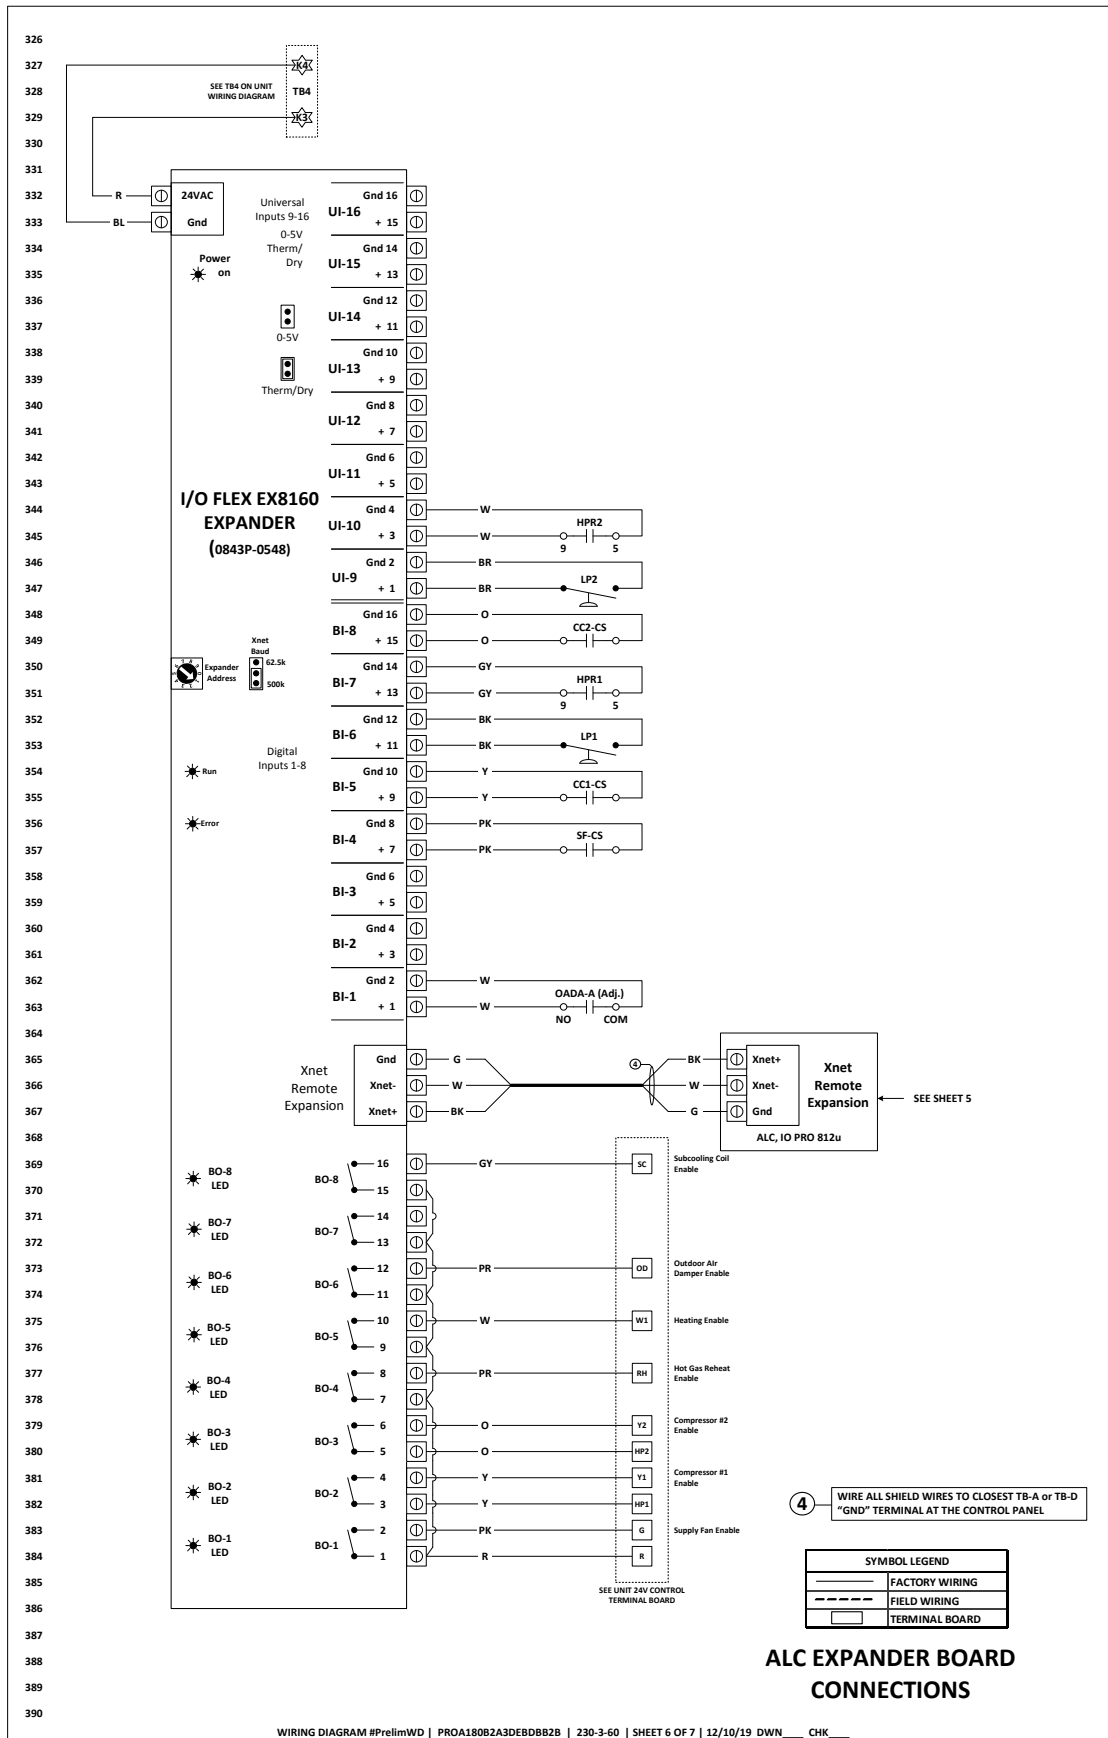 326
327
K4
328
SEE TB4 ON UNIT
WIRING DIAGRAM
TB4
329
K3
330
331
332
R
24VAC
Universal
Inputs 9-16
UI-16
Gnd 16
333
BL
Gnd
+ 15
0-5V
Therm/
Dry
334
Power
on
UI-15
Gnd 14
335
+ 13
336
UI-14
Gnd 12
337
+ 11
0-5V
338
UI-13
Gnd 10
339
+ 9
Therm/Dry
340
UI-12
Gnd 8
341
+ 7
342
UI-11
Gnd 6
343
+ 5
I/O FLEX EX8160
EXPANDER
(0843P-0548)
344
UI-10
Gnd 4
W
345
+ 3
W
HPR2
9
5
346
UI-9
Gnd 2
BR
347
+ 1
BR
LP2
348
BI-8
Gnd 16
O
349
+ 15
O
CC2-CS
Xnet
Baud
62.5k
500k
Expander
Address
350
BI-7
Gnd 14
GY
351
+ 13
GY
HPR1
9
5
352
BI-6
Gnd 12
BK
353
+ 11
BK
LP1
Digital
Inputs 1-8
354
Run
BI-5
Gnd 10
Y
355
+ 9
Y
CC1-CS
356
Error
BI-4
Gnd 8
PK
357
+ 7
PK
SF-CS
358
BI-3
Gnd 6
359
+ 5
360
BI-2
Gnd 4
361
+ 3
362
BI-1
Gnd 2
W
363
+ 1
W
OADA-A (Adj.)
NO
COM
364
365
Xnet
Remote
Expansion
Gnd
G
4
BK
Xnet+
366
Xnet-
W
W
Xnet-
367
Xnet+
BK
G
Gnd
Xnet
Remote
Expansion
SEE SHEET 5
ALC, IO PRO 812u
368
369
BO-8
LED
BO-8
16
GY
SC
Subcooling Coil
Enable
370
15
371
BO-7
LED
BO-7
14
372
13
373
BO-6
LED
BO-6
12
PR
OD
Outdoor Air
Damper Enable
374
11
375
BO-5
LED
BO-5
10
W
W1
Heating Enable
376
9
377
BO-4
LED
BO-4
8
PR
RH
Hot Gas Reheat
Enable
378
7
379
BO-3
LED
BO-3
6
O
Y2
Compressor #2
Enable
380
5
O
HP2
381
BO-2
LED
BO-2
4
Y
Y1
Compressor #1
Enable
382
3
Y
HP1
383
BO-1
LED
BO-1
2
PK
G
Supply Fan Enable
384
1
R
R
385
SEE UNIT 24V CONTROL
TERMINAL BOARD
386
387
388
389
390
4
WIRE ALL SHIELD WIRES TO CLOSEST TB-A or TB-D
"GND" TERMINAL AT THE CONTROL PANEL
SYMBOL LEGEND
FACTORY WIRING
FIELD WIRING
TERMINAL BOARD
ALC EXPANDER BOARD
CONNECTIONS
WIRING DIAGRAM #PrelimWD | PROA180B2A3DEBDBB2B | 230-3-60 | SHEET 6 OF 7 | 12/10/19 DWN____ CHK____